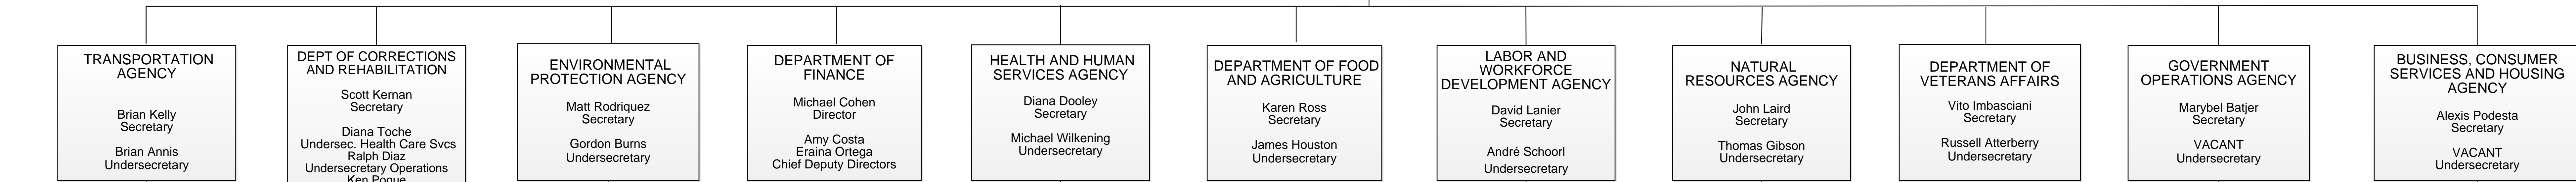 TRANSPORTATION
AGENCY
Brian Kelly
Secretary
Brian Annis
Undersecretary
DEPT OF CORRECTIONS
AND REHABILITATION
Scott Kernan
Secretary
Diana Toche
Undersec. Health Care Svcs
Ralph Diaz
Undersecretary Operations
Ken Pogue
ENVIRONMENTAL
PROTECTION AGENCY
Matt Rodriquez
Secretary
Gordon Burns
Undersecretary
DEPARTMENT OF
FINANCE
Michael Cohen
Director
Amy Costa
Eraina Ortega
Chief Deputy Directors
HEALTH AND HUMAN
SERVICES AGENCY
Diana Dooley
Secretary
Michael Wilkening
Undersecretary
DEPARTMENT OF FOOD
AND AGRICULTURE
Karen Ross
Secretary
James Houston
Undersecretary
LABOR AND
WORKFORCE
DEVELOPMENT AGENCY
David Lanier
Secretary
André Schoorl
Undersecretary
NATURAL
RESOURCES AGENCY
John Laird
Secretary
Thomas Gibson
Undersecretary
DEPARTMENT OF
VETERANS AFFAIRS
Vito Imbasciani
Secretary
Russell Atterberry
Undersecretary
GOVERNMENT
OPERATIONS AGENCY
Marybel Batjer
Secretary
VACANT
Undersecretary
BUSINESS, CONSUMER
SERVICES AND HOUSING
AGENCY
Alexis Podesta
Secretary
VACANT
Undersecretary